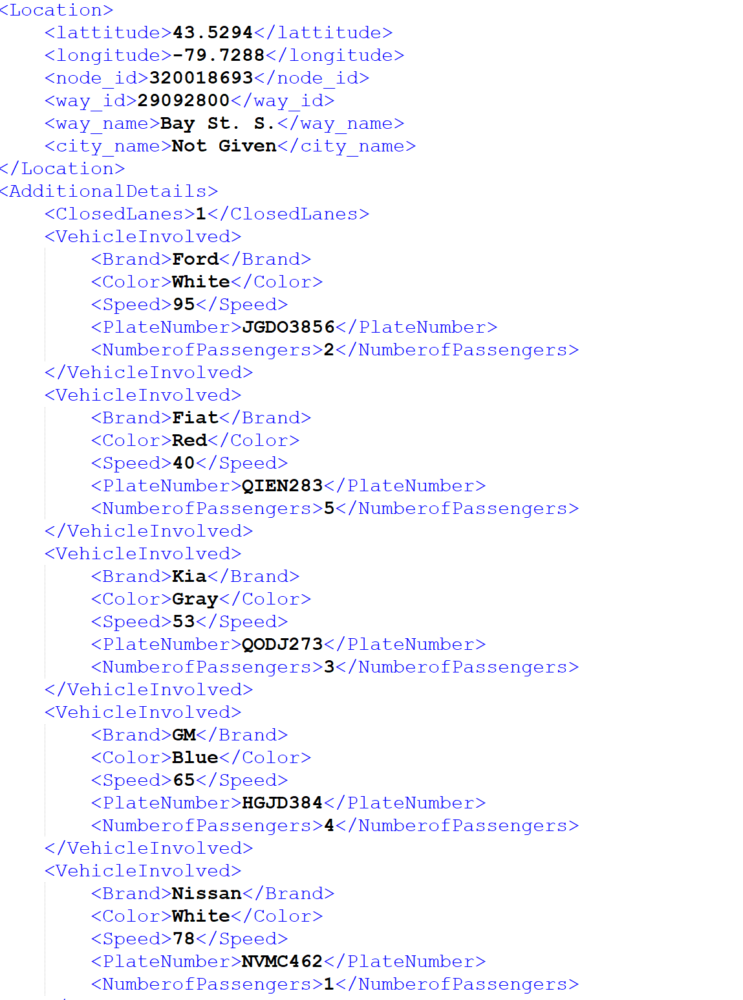 <Location>
<lattitude>43.5294</lattitude>
<longitude>-79.7288</longitude>
<node_id>320018693</node_id>
<way_id>29092800</way_id>
<way_name>Bay St. S.</way_name>
<city_name>Not Given</city_name>
</Location>
<AdditionalDetails>
<ClosedLanes>1</ClosedLanes>
<VehicleInvolved>
<Brand>Ford</Brand>
<Color>White</Color>
<Speed>95</Speed>
<PlateNumber>JGDO3856</PlateNumber>
<NumberofPassengers>2</NumberofPassengers>
</VehicleInvolved>
<VehicleInvolved>
<Brand>Fiat</Brand>
<Color>Red</Color>
<Speed>40</Speed>
<PlateNumber>QIEN283</PlateNumber>
<NumberofPassengers>5</NumberofPassengers>
</VehicleInvolved>
<VehicleInvolved>
<Brand>Kia</Brand>
<Color>Gray</Color>
<Speed>53</Speed>
<PlateNumber>QODJ273</PlateNumber>
<NumberofPassengers>3</NumberofPassengers>
</VehicleInvolved>
<VehicleInvolved>
<Brand>GM</Brand>
<Color>Blue</Color>
<Speed>65</Speed>
<PlateNumber>HGJD384</PlateNumber>
<NumberofPassengers>4</NumberofPassengers>
</VehicleInvolved>
<VehicleInvolved>
<Brand>Nissan</Brand>
<Color>White</Color>
<Speed>78</Speed>
<PlateNumber>NVMC462</PlateNumber>
<NumberofPassengers>1</NumberofPassengers>